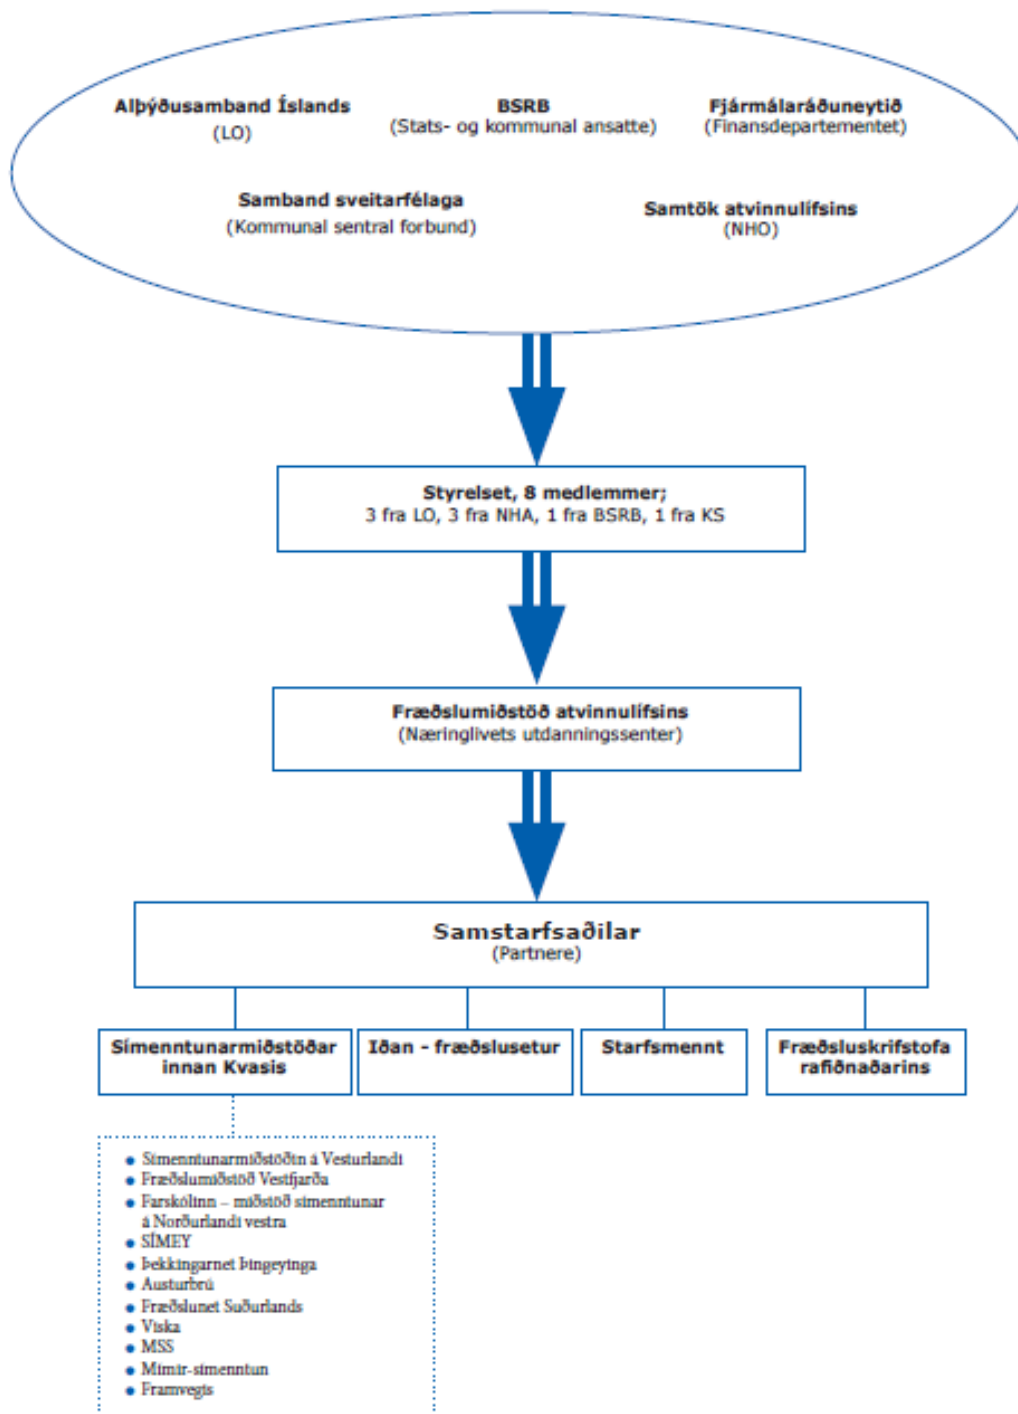 Alþýðusamband Íslands
(LO)
BSRB
(Stats- og kommunal ansatte)
Fjármálaráðuneytið
(Finansdepartementet)
Samband sveitarfélaga
(Kommunal sentral forbund)
Samtök atvinnulífsins
(NHO)
Styrelset, 8 medlemmer;
3 fra LO, 3 fra NHA, 1 fra BSRB, 1 fra KS
Fræðslumiðstöð atvinnulífsins
(Næringlivets utdanningssenter)
Samstarfsaðilar
(Partnere)
Símenntunarmiðstöðar
innan Kvasis
Iðan - fræðslusetur
Starfsmennt
Fræðsluskrifstofa
rafiðnaðarins
• Símenntunarmiðstöðin á Vesturlandi
• Fræðslumiðstöð Vestfjarða
• Farskólinn – miðstöð símenntunar
á Norðurlandi vestra
• SÍMEY
• Þekkingarnet Þingeyinga
• Austurbrú
• Fræðslunet Suðurlands
• Viska
• MSS
• Mímir-símenntun
• Framvegis